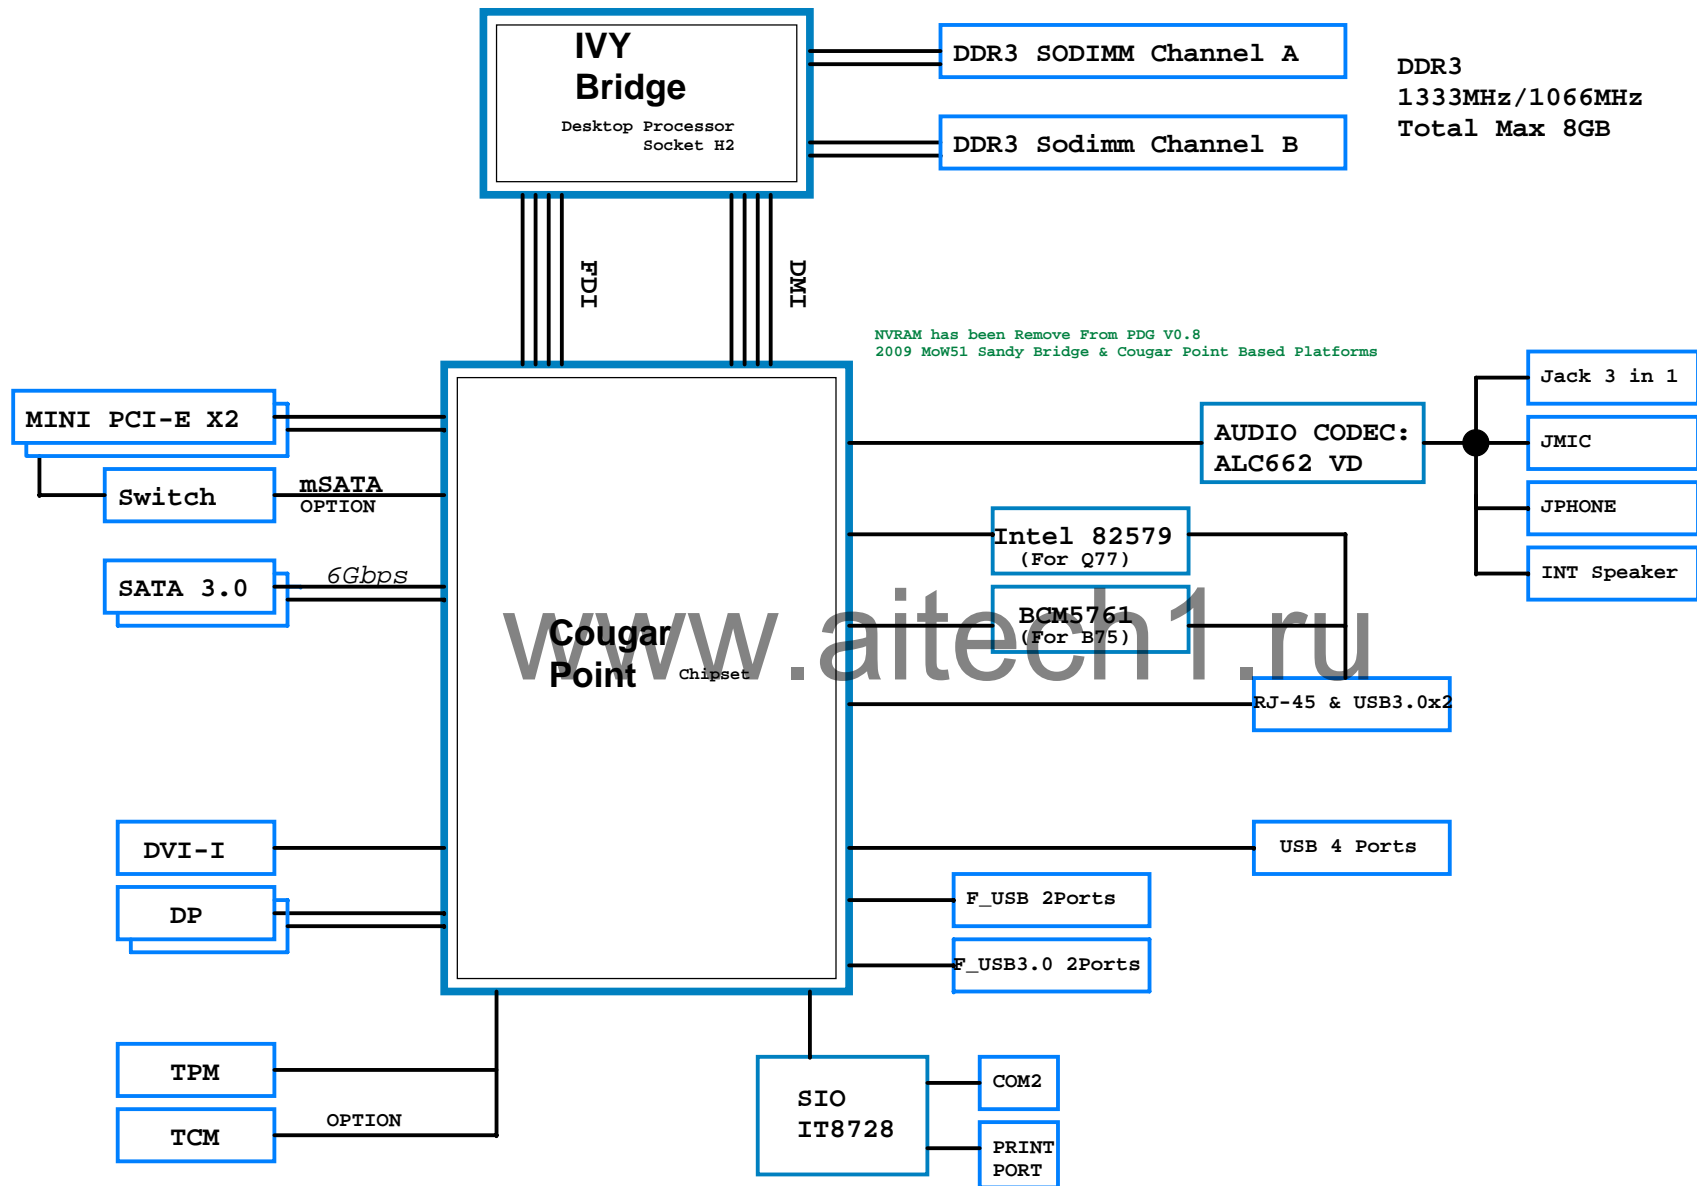 IVY
Bridge
Desktop Processor
Socket H2
DDR3 SODIMM Channel A
DDR3 Sodimm Channel B
DDR3
1333MHz/1066MHz
Total Max 8GB
FDI
DMI
NVRAM has been Remove From PDG V0.8
2009 MoW51 Sandy Bridge & Cougar Point Based Platforms
MINI PCI-E X2
Switch
mSATA
OPTION
SATA 3.0
6Gbps
Cougar
Point
Chipset
AUDIO CODEC:
ALC662 VD
Jack 3 in 1
JMIC
JPHONE
INT Speaker
Intel 82579
(For Q77)
BCM5761
(For B75)
www.aitech1.ru
RJ-45 & USB3.0x2
DVI-I
DP
USB 4 Ports
F_USB 2Ports
F_USB3.0 2Ports
TPM
TCM
OPTION
SIO
IT8728
COM2
PRINT
PORT